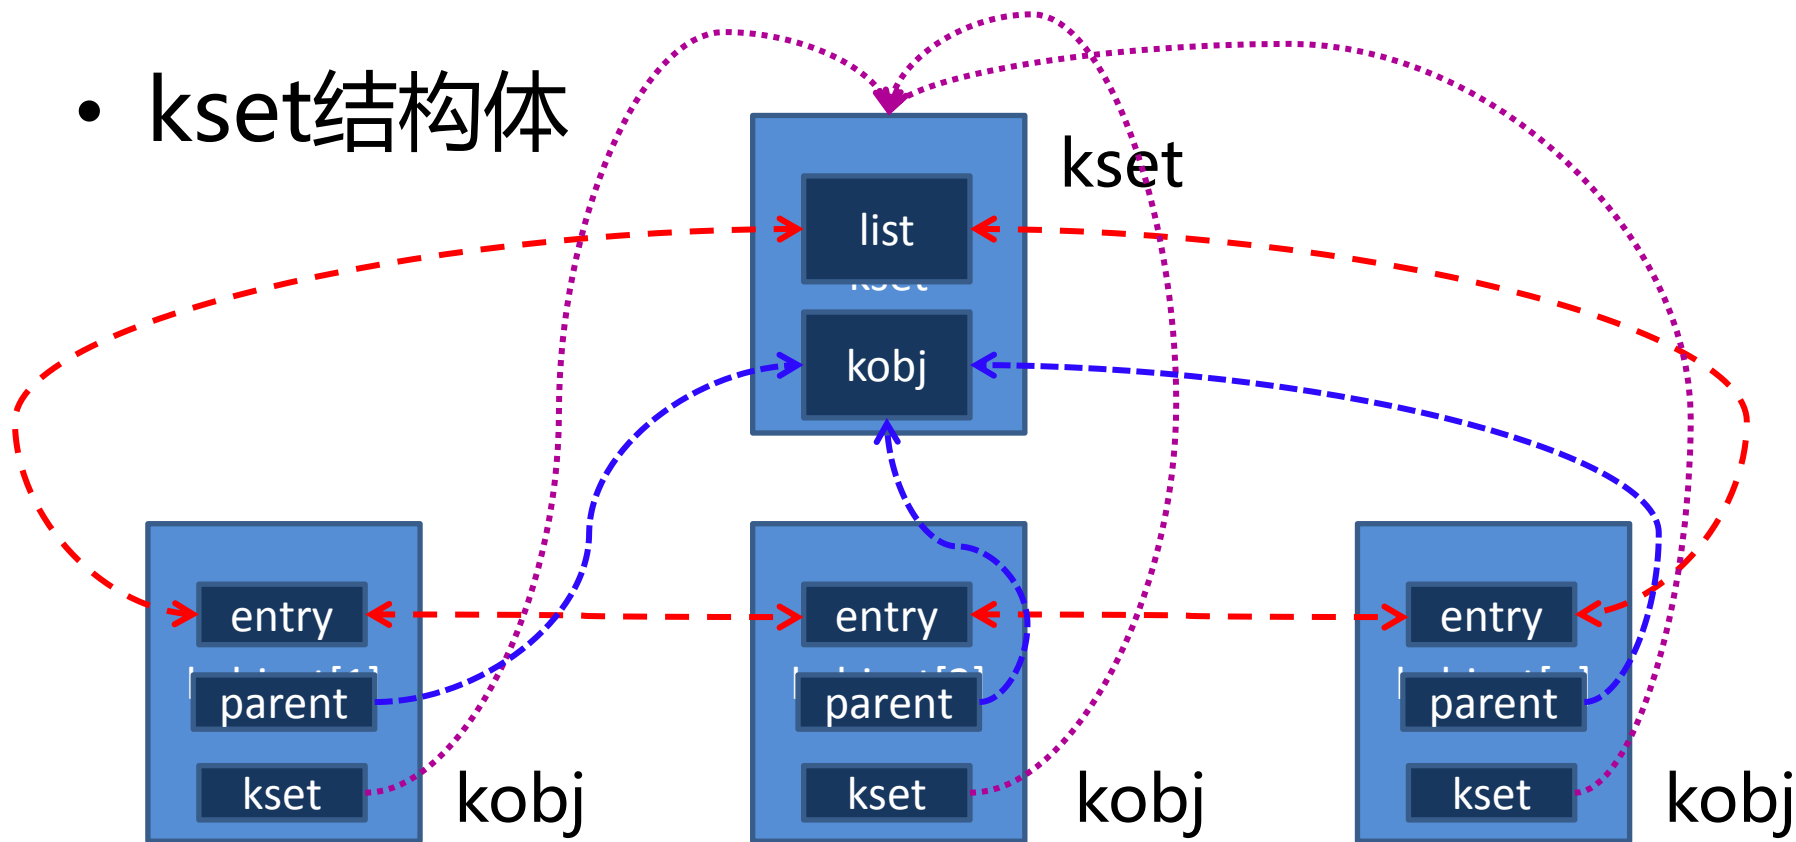 • kset结构体
kset
list
kset
kobj
entry
entry
entry
parent
parent
parent
kset
kset
kset
kobj
kobj
kobj